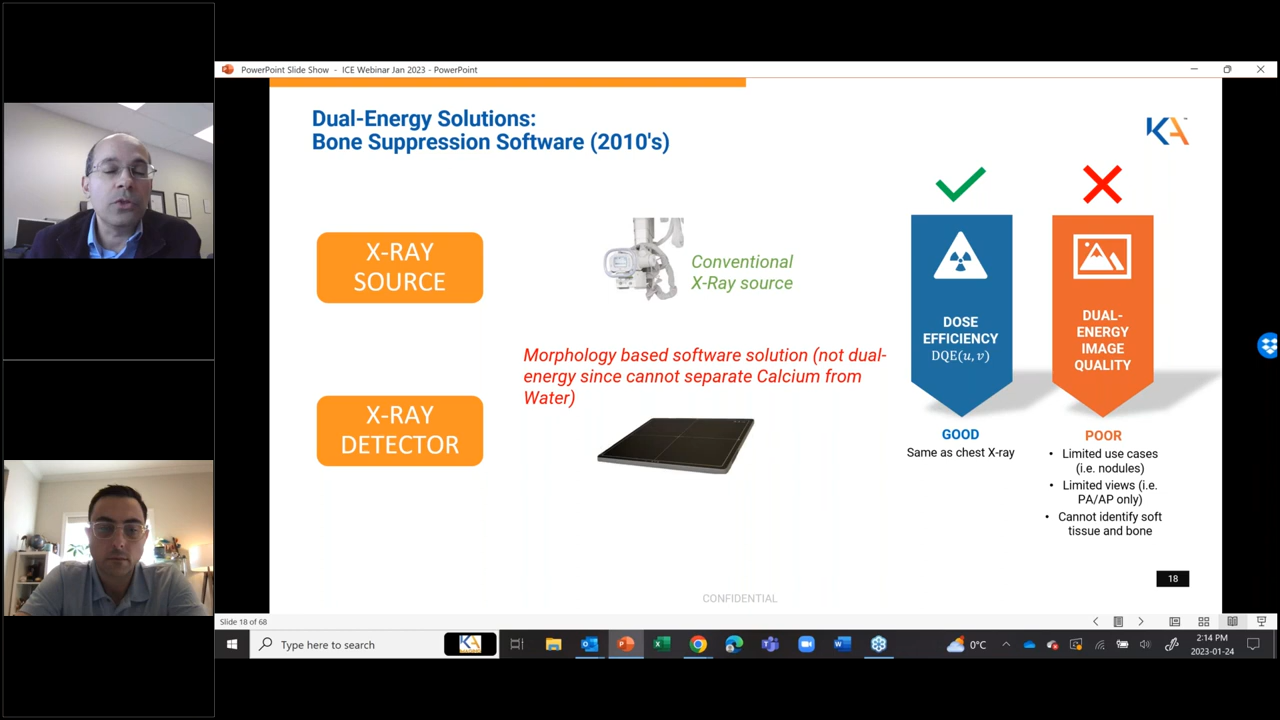 PowerPoint Slide Show - ICE Webinar Jan 2023 - PowerPoint
Dual-Energy Solutions:
Bone Suppression Software (2010's)
KA
X-RAY
SOURCE
Conventional
X-Ray source
Morphology based software solution (not dual-
energy since cannot separate Calcium from
Water)
X-RAY
DETECTOR
DOSE
EFFICIENCY
DQE(u, v)
GOOD
Same as chest X-ray
DUAL-
ENERGY
IMAGE
QUALITY
POOR
• Limited use cases
(i.e. nodules)
• Limited views (i.e.
PA/AP only)
• Cannot identify soft
tissue and bone
18
CONFIDENTIAL
Slide 18 of 68
Type here to search
KA
0°C
2:14 PM
2023-01-24